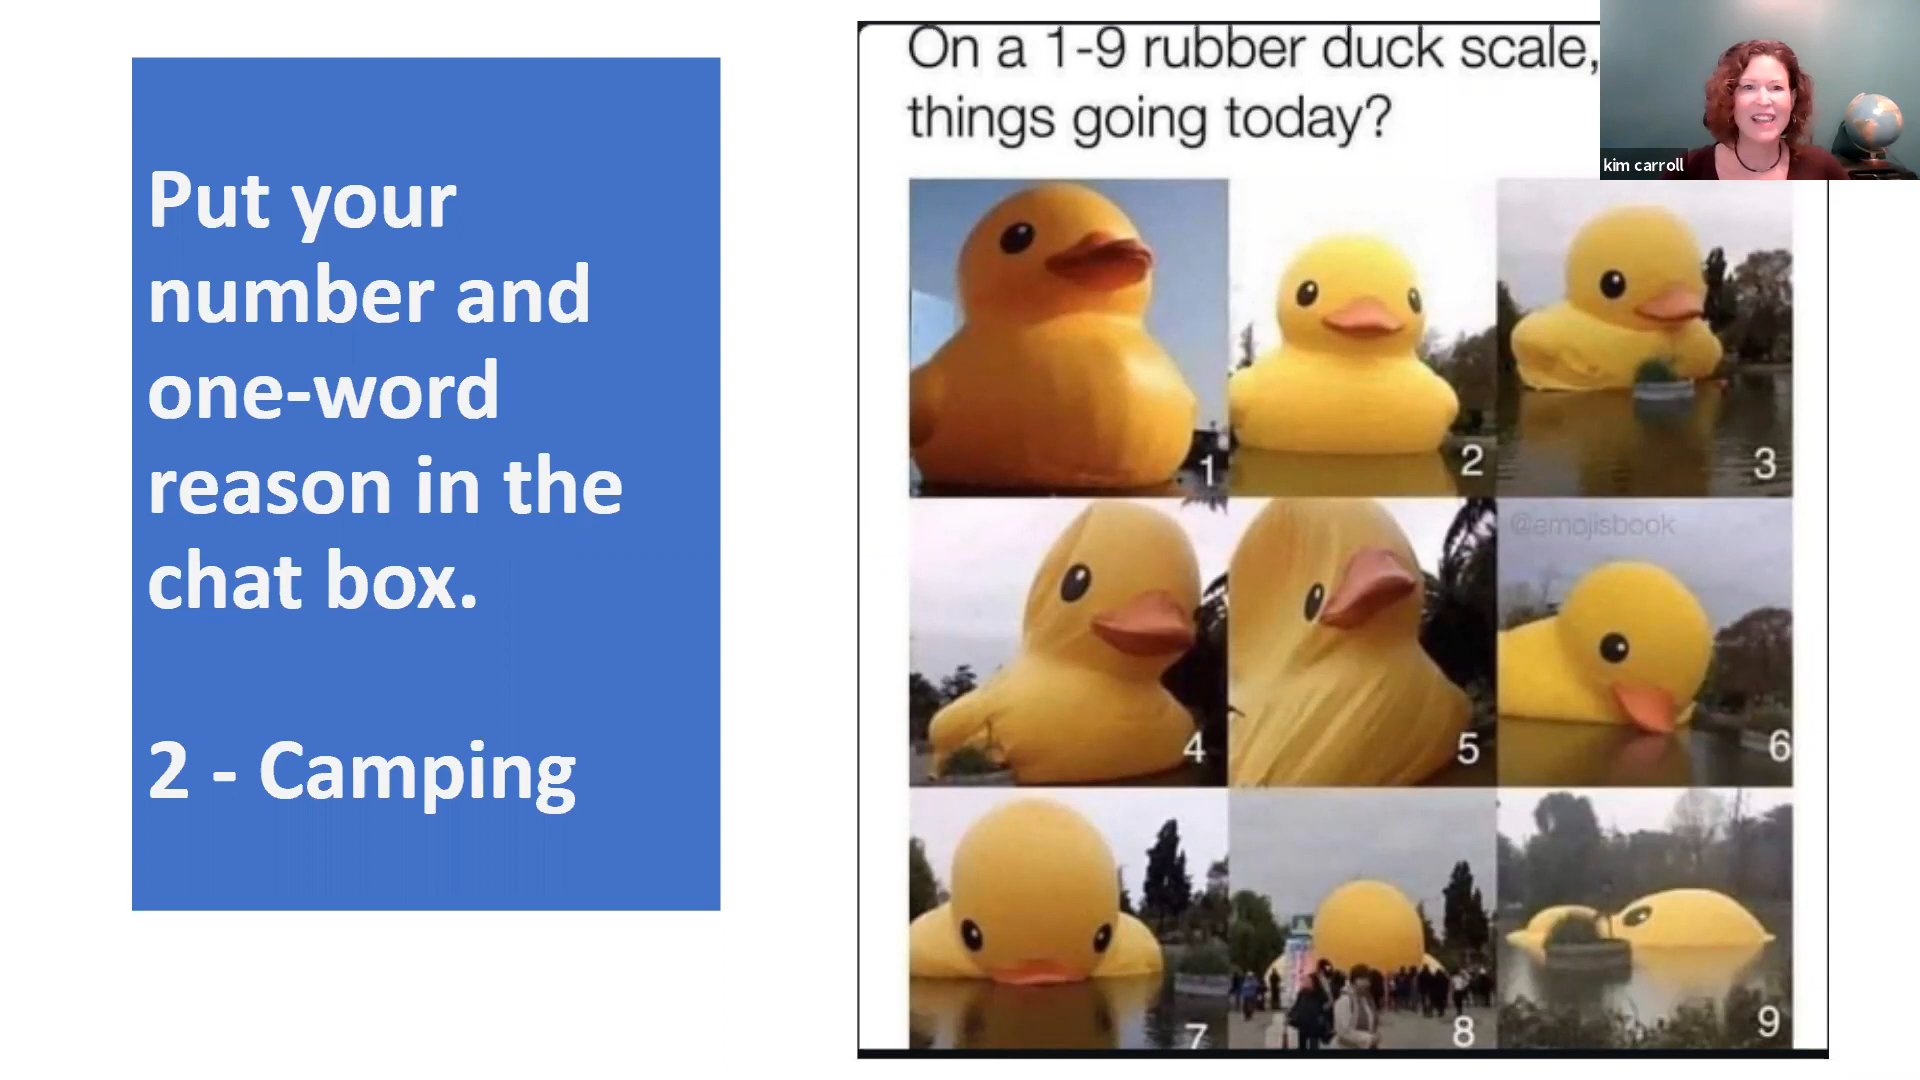 Put your
number and
one-word
reason in the
chat box.
2 - Camping
On a 1-9 rubber duck scale,
things going today?
kim carroll
1
2
3
@emojisbook
4
5
6
7
8
9